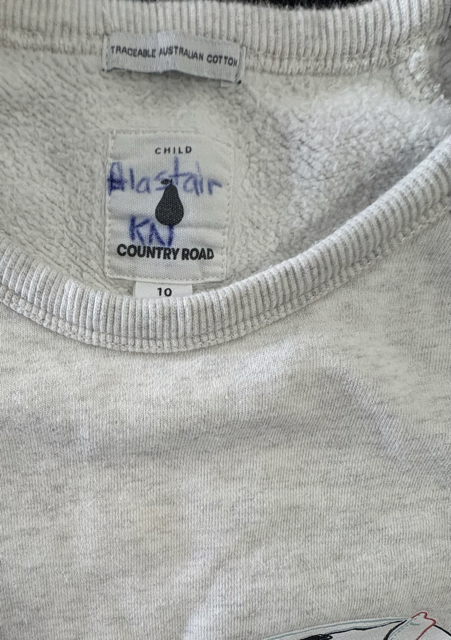 TRACEABLE AUSTRALIAN COTTON
CHILD
Alastair
KN
COUNTRY ROAD
10